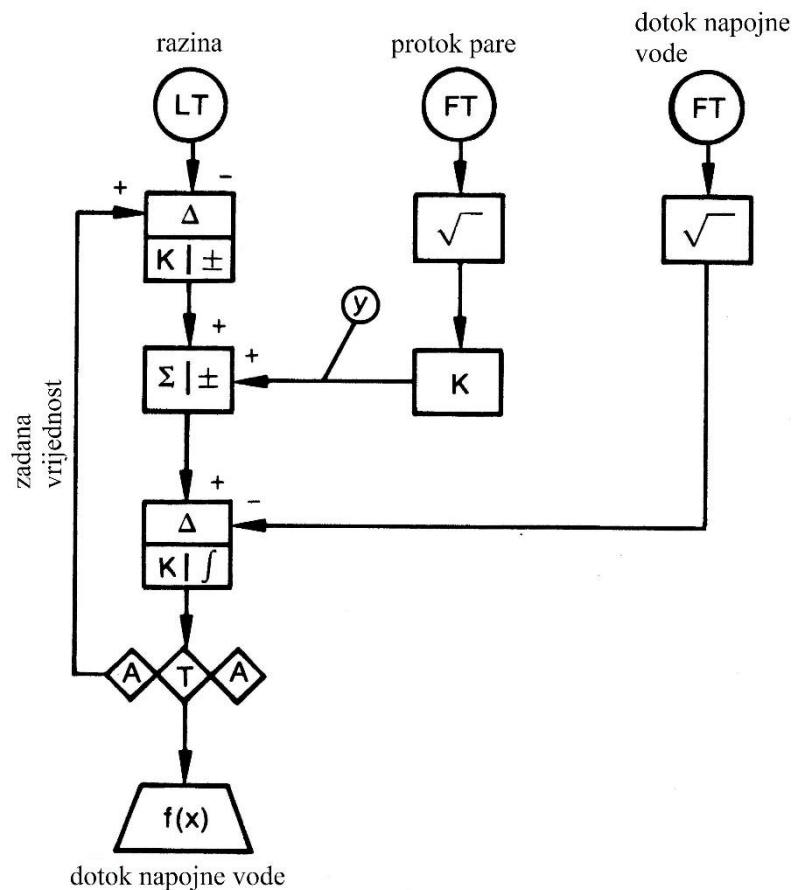 razina
protok pare
dotok napojne
vode
LT
FT
FT
+
-
Δ
√
√
K | ±
y
+
+
Σ | ±
K
zadana
vrijednost
+
-
Δ
K | ∫
A
T
A
f(x)
dotok napojne vode